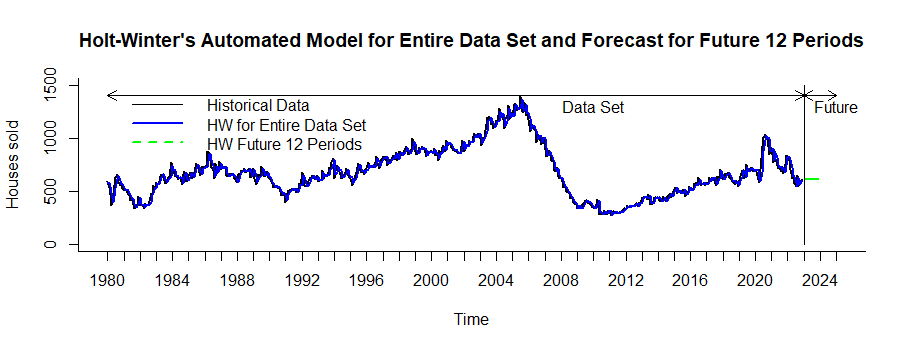 Holt-Winter's Automated Model for Entire Data Set and Forecast for Future 12 Periods
Houses sold
1500
1000
500
0
Historical Data
HW for Entire Data Set
HW Future 12 Periods
Data Set
Future
1980 1984 1988 1992 1996 2000 2004 2008 2012 2016 2020 2024
Time